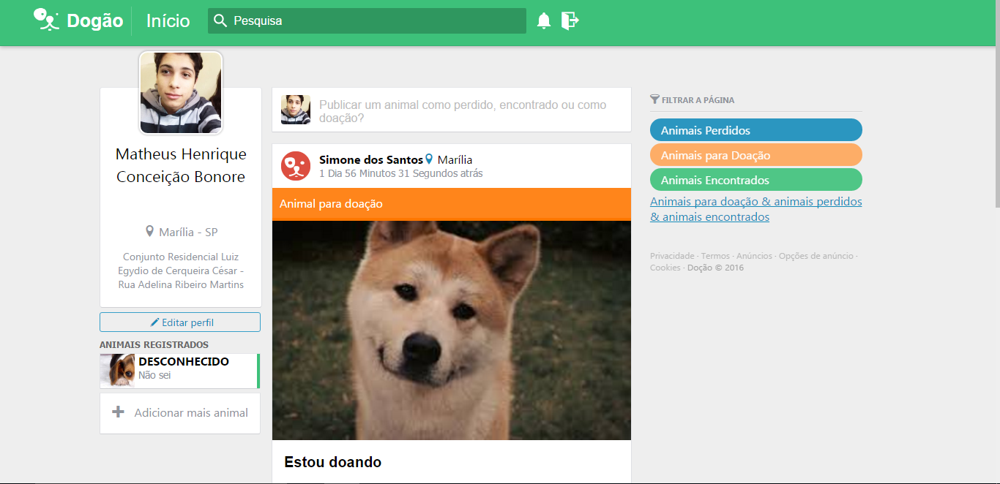 Dogão
Início
Pesquisa
Matheus Henrique
Conceição Bonore
Marília - SP
Conjunto Residencial Luiz
Egydio de Cerqueira César -
Rua Adelina Ribeiro Martins
Editar perfil
ANIMAIS REGISTRADOS
DESCONHECIDO
Não sei
Adicionar mais animal
Publicar um animal como perdido, encontrado ou como
doação?
Simone dos Santos Marília
1 Dia 56 Minutos 31 Segundos atrás
Animal para doação
Estou doando
FILTRAR A PÁGINA
Animais Perdidos
Animais para Doação
Animais Encontrados
Animais para doação & animais perdidos
& animais encontrados
Privacidade · Termos · Anúncios · Opções de anúncio ·
Cookies · Doção © 2016